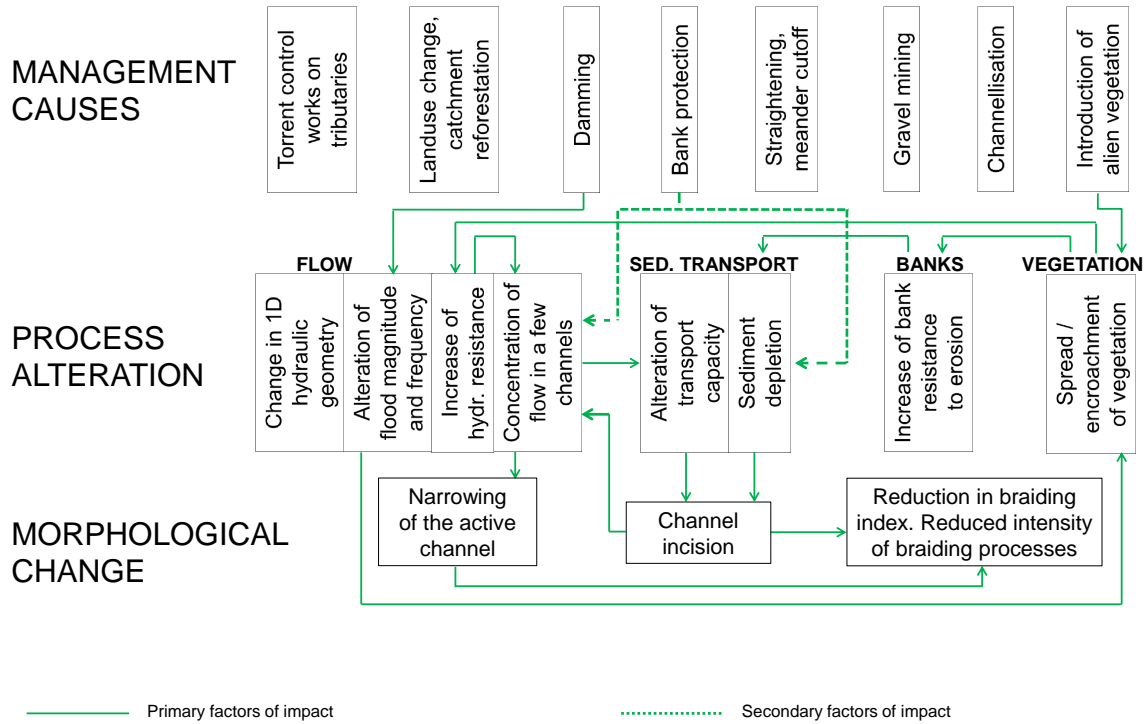 MANAGEMENT
CAUSES
Torrent control
works on
tributaries
Landuse change,
catchment
reforestation
Damming
Bank protection
Straightening,
meander cutoff
Gravel mining
Channellisation
Introduction of
alien vegetation
FLOW
SED. TRANSPORT
BANKS
VEGETATION
PROCESS
ALTERATION
Change in 1D
hydraulic
geometry
Alteration of
flood magnitude
and frequency
Increase of
hydr. resistance
Concentration of
flow in a few
channels
Alteration of
transport
capacity
Sediment
depletion
Increase of bank
resistance
to erosion
Spread /
encroachment
of vegetation
MORPHOLOGICAL
CHANGE
Narrowing
of the active
channel
Channel
incision
Reduction in braiding
index. Reduced intensity
of braiding processes
Primary factors of impact
Secondary factors of impact